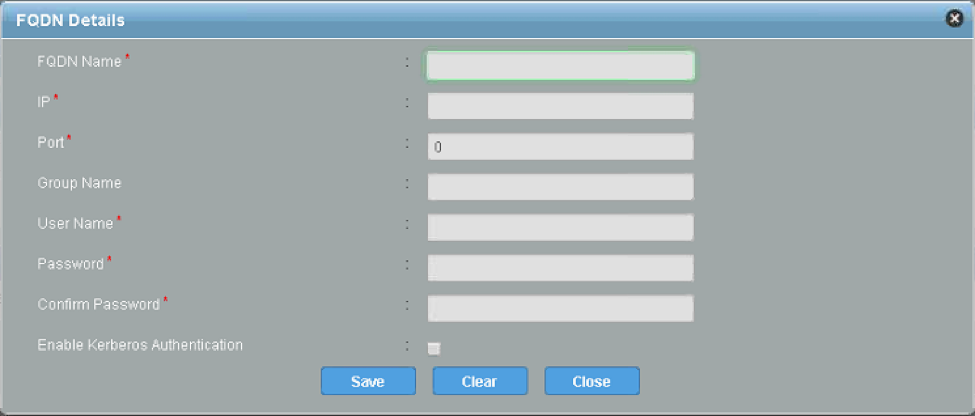 FQDN Details
FQDN Name * :
IP * :
Port * : 0
Group Name :
User Name * :
Password * :
Confirm Password * :
Enable Kerberos Authentication :
Save Clear Close